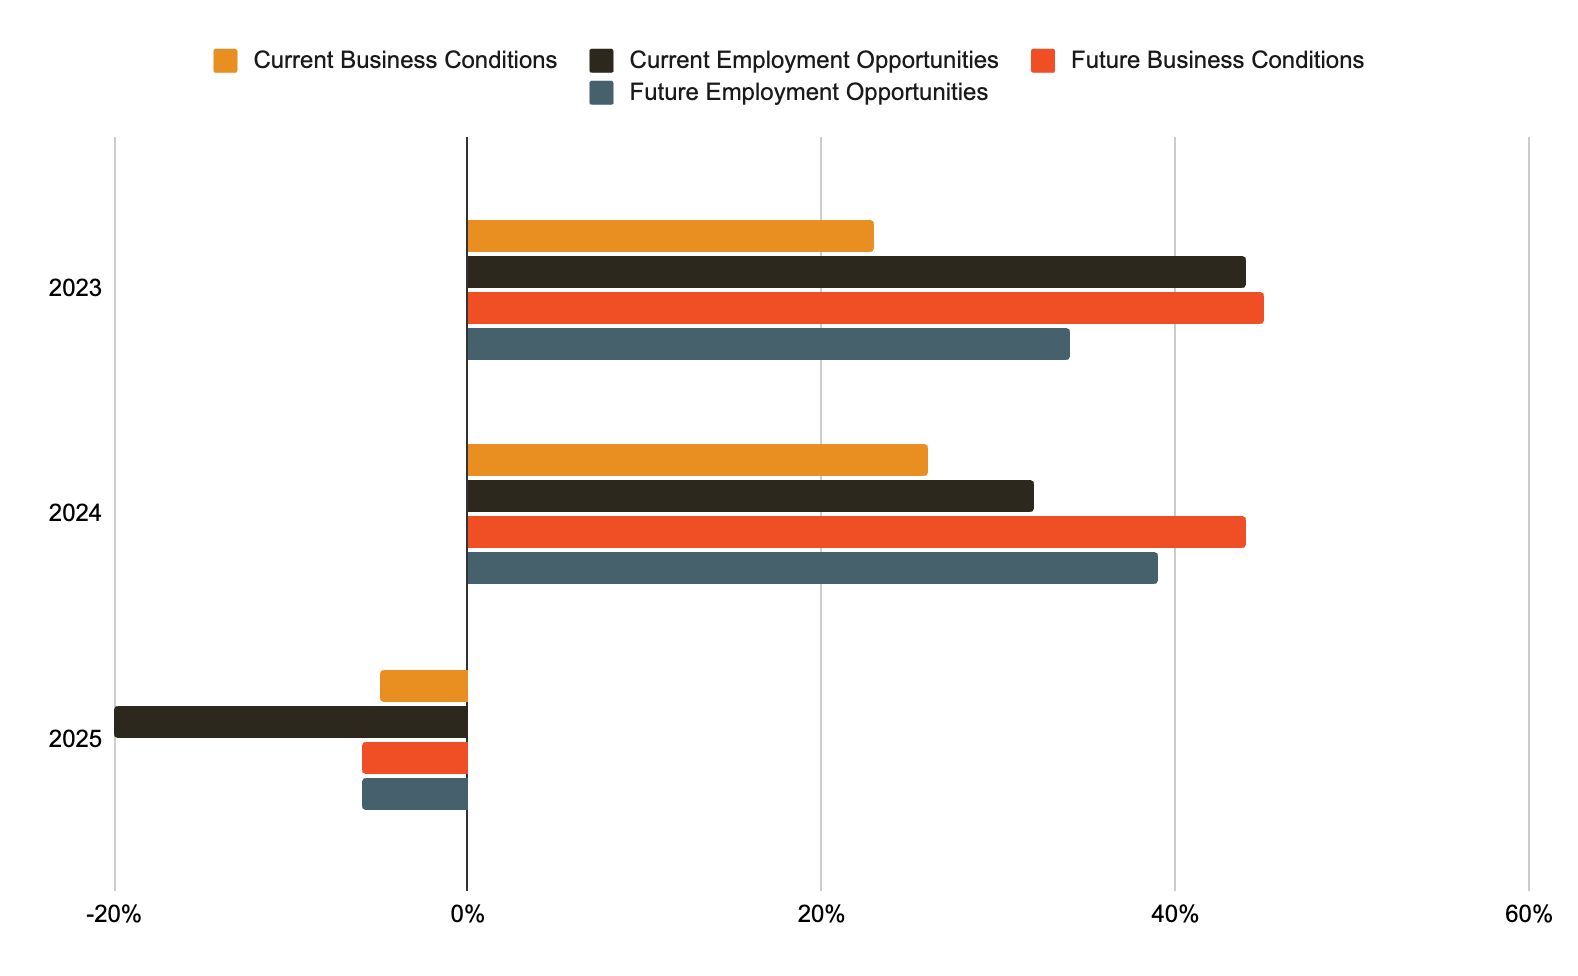 Current Business Conditions Current Employment Opportunities Future Business Conditions
Future Employment Opportunities
2023
2024
2025
-20% 0% 20% 40% 60%